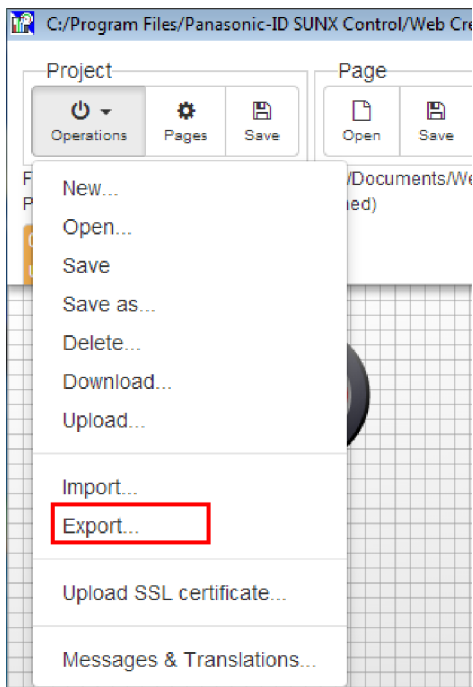 C:/Program Files/Panasonic-ID SUNX Control/Web Cre
Project
Page
Operations
Pages
Save
Open
Save
/Documents/We
ned)
New...
Open...
Save
Save as...
Delete...
Download...
Upload...
Import...
Export...
Upload SSL certificate...
Messages & Translations...